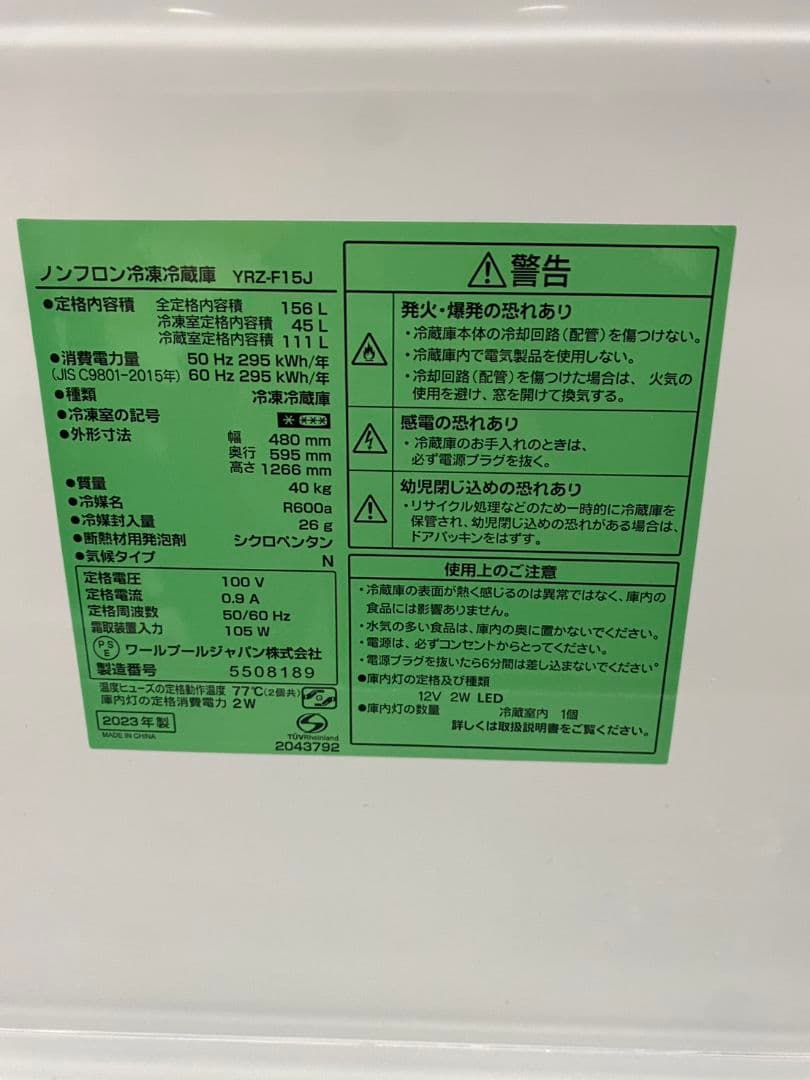 ノンフロン冷凍冷蔵庫 YRZ-F15J
●定格内容積 全定格内容積 156 L
冷凍室定格内容積 45 L
冷蔵室定格内容積 111 L
●消費電力量 50 Hz 295 kWh/年
(JIS C9801-2015年) 60 Hz 295 kWh/年
●種類 冷凍冷蔵庫
●冷凍室の記号
●外形寸法 幅 480 mm
奥行 595 mm
高さ 1266 mm
●質量 40 kg
●冷媒名 R600a
●冷媒封入量 26 g
●断熱材用発泡剤 シクロペンタン
●気候タイプ N
定格電圧 100 V
定格電流 0.9 A
定格周波数 50/60 Hz
霜取装置入力 105 W
PSE ワールプールジャパン株式会社
製造番号 5508189
温度ヒューズの定格動作温度 77℃(2個共)
庫内灯の定格消費電力 2W
2023年製
MADE IN CHINA
TÜVRheinland
2043792
⚠警告
発火・爆発の恐れあり
・冷蔵庫本体の冷却回路(配管)を傷つけない。
・冷蔵庫内で電気製品を使用しない。
・冷却回路(配管)を傷つけた場合は、火気の
使用を避け、窓を開けて換気する。
感電の恐れあり
・冷蔵庫のお手入れのときは、
必ず電源プラグを抜く。
幼児閉じ込めの恐れあり
・リサイクル処理などのため一時的に冷蔵庫を
保管され、幼児閉じ込めの恐れがある場合は、
ドアパッキンをはずす。
使用上のご注意
・冷蔵庫の表面が熱く感じるのは異常ではなく、庫内の
食品には影響ありません。
・水気の多い食品は、庫内の奥に置かないでください。
・電源は、必ずコンセントからとってください。
・電源プラグを抜いたら6分間は差し込まないでください。
●庫内灯の定格及び種類
12V 2W LED
●庫内灯の数量 冷蔵室内 1個
詳しくは取扱説明書をご覧ください。